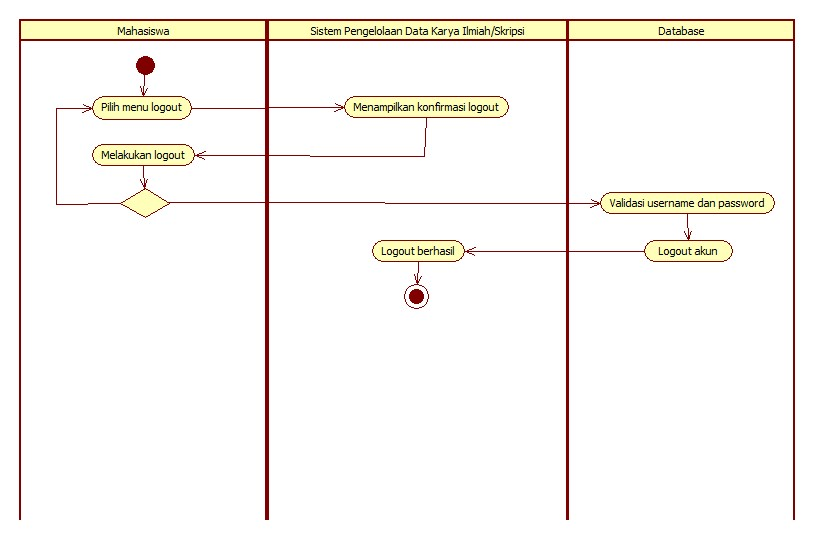 Mahasiswa
Sistem Pengelolaan Data Karya Ilmiah/Skripsi
Database
Pilih menu logout
Menampilkan konfirmasi logout
Melakukan logout
Validasi username dan password
Logout berhasil
Logout akun